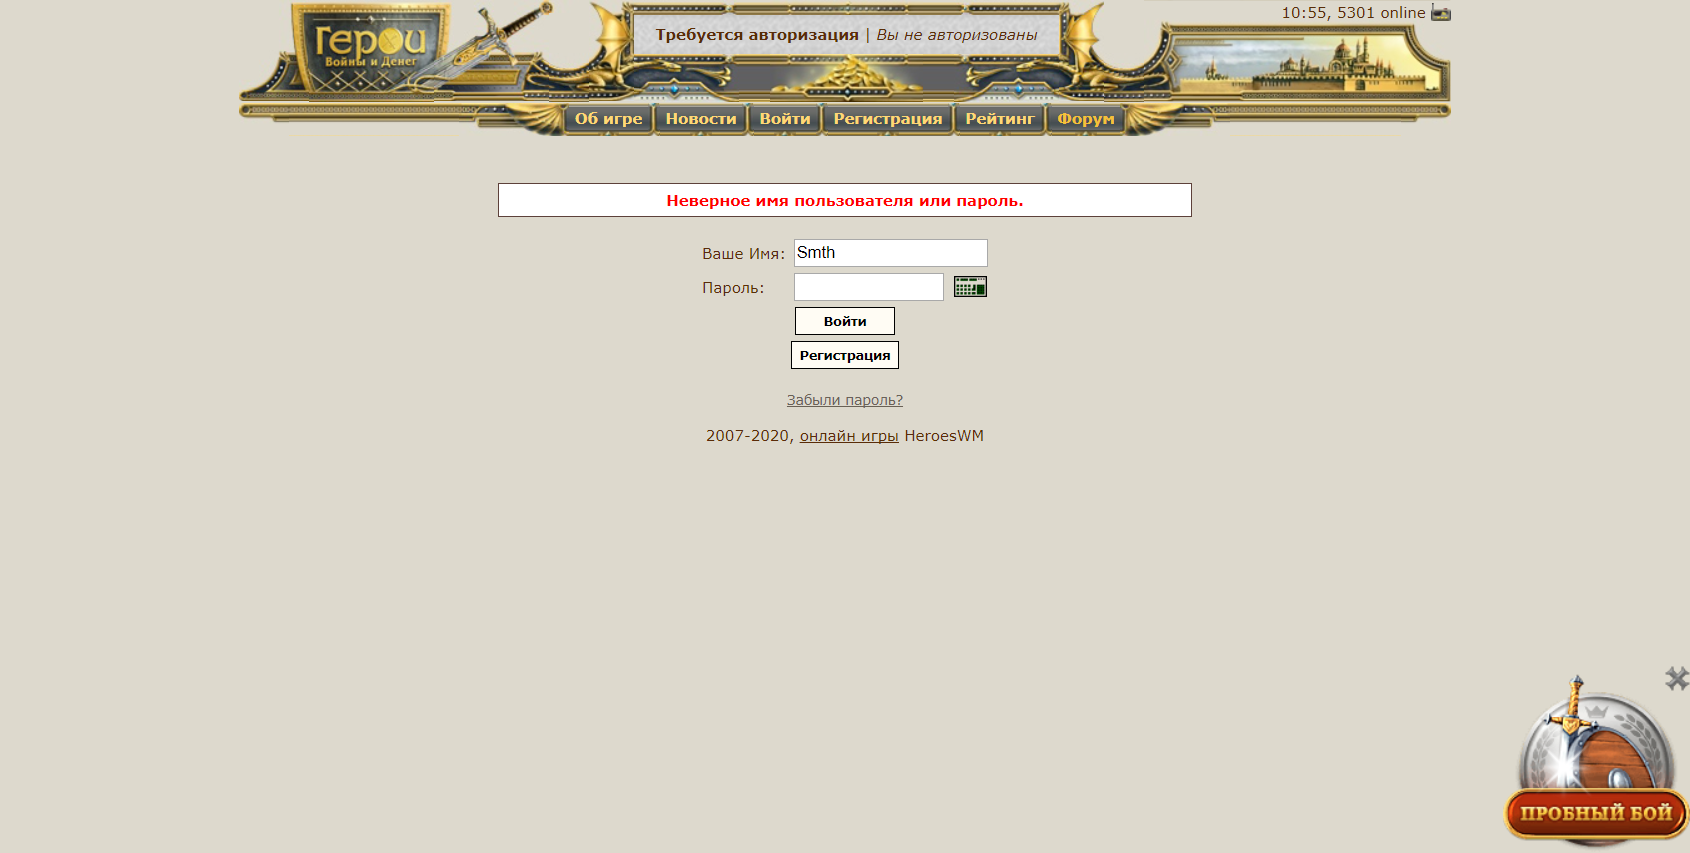 Герои
Войны и Денег
Требуется авторизация | Вы не авторизованы
10:55, 5301 online
Об игре
Новости
Войти
Регистрация
Рейтинг
Форум
Неверное имя пользователя или пароль.
Ваше Имя: Smth
Пароль:
Войти
Регистрация
Забыли пароль?
2007-2020, онлайн игры HeroesWM
ПРОБНЫЙ БОЙ